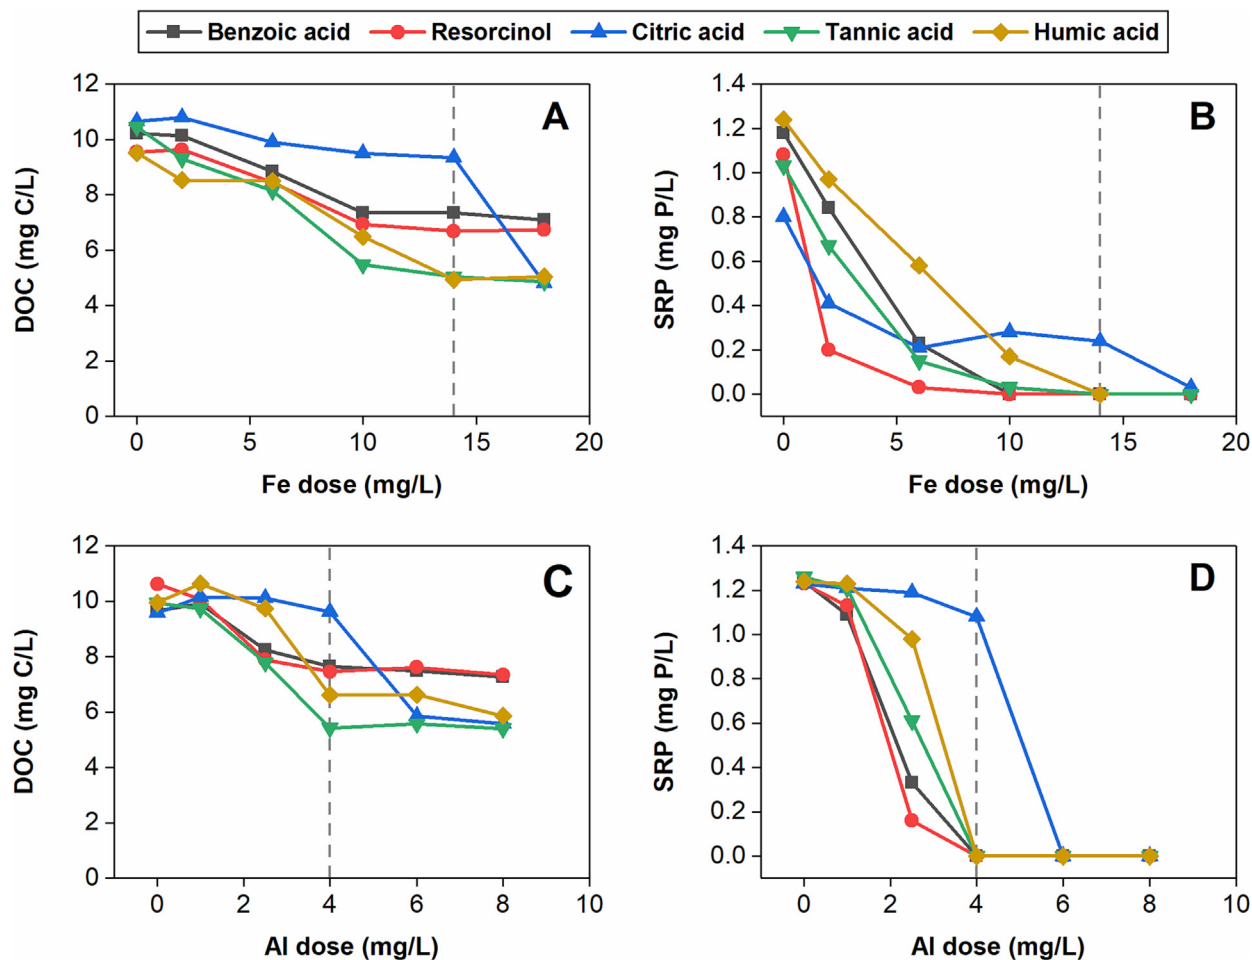 Benzoic acid Resorcinol Citric acid Tannic acid Humic acid
A
DOC (mg C/L)
12
10
8
6
4
2
0
0 5 10 15 20
Fe dose (mg/L)
B
SRP (mg P/L)
1.4
1.2
1.0
0.8
0.6
0.4
0.2
0.0
0 5 10 15 20
Fe dose (mg/L)
C
DOC (mg C/L)
12
10
8
6
4
2
0
0 2 4 6 8 10
Al dose (mg/L)
D
SRP (mg P/L)
1.4
1.2
1.0
0.8
0.6
0.4
0.2
0.0
0 2 4 6 8 10
Al dose (mg/L)